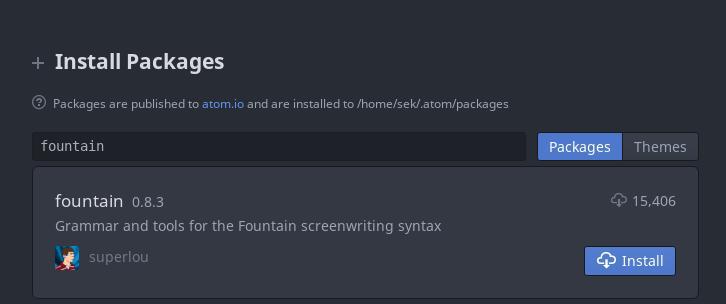 Install Packages
Packages are published to atom.io and are installed to /home/sek/.atom/packages
fountain Packages Themes
fountain 0.8.3 15,406
Grammar and tools for the Fountain screenwriting syntax
superlou Install